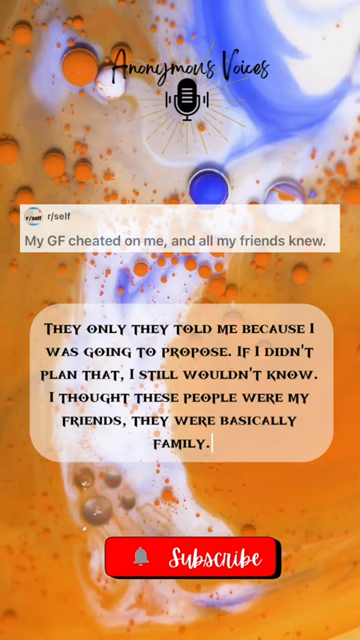 Anonymous Voices
r/self r/self
My GF cheated on me, and all my friends knew.
They only they told me because I
was going to propose. If I didn't
plan that, I still wouldn't know.
I thought these people were my
friends, they were basically
family.
Subscribe